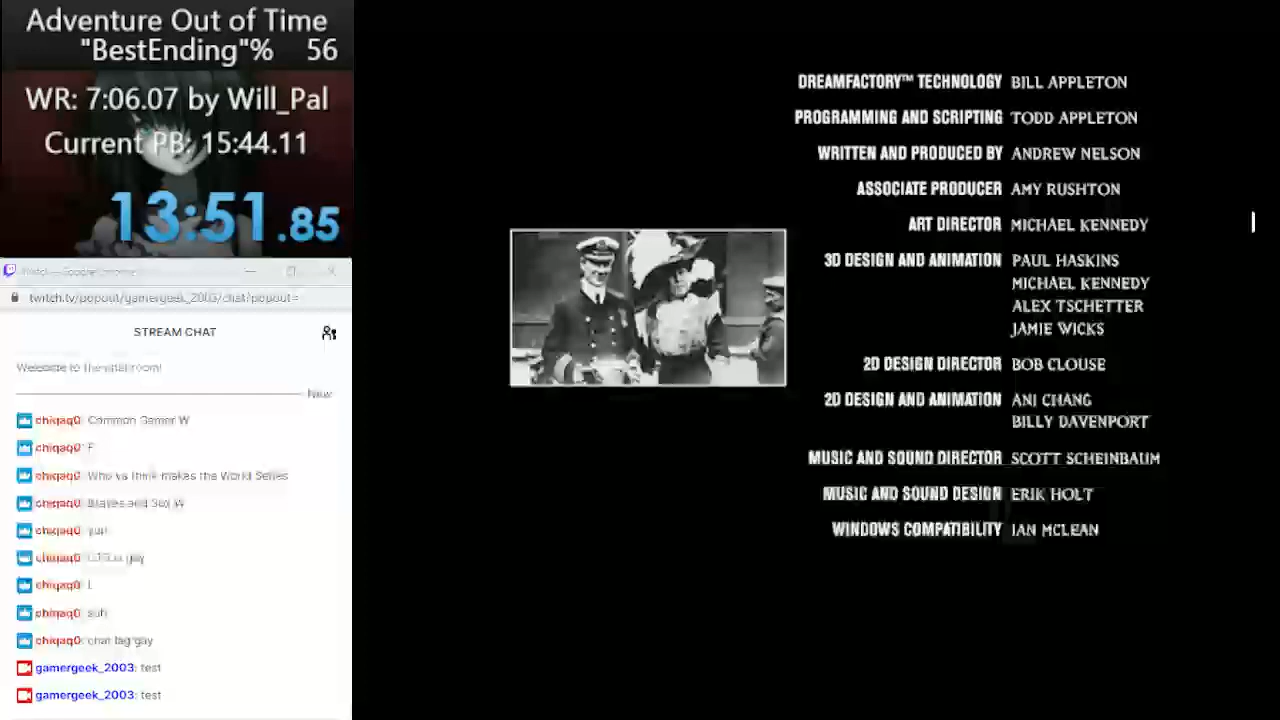 Adventure Out of Time
"BestEnding"% 56
WR: 7:06.07 by Will_Pal
Current PB: 15:44.11
13:51.85
twitch.tv/popout/gamergeek_2003/chat?popout=
STREAM CHAT
Welcome to the chat room!
New
chiqaq0: Common Gamer W
chiqaq0: F
chiqaq0: Who ya think makes the World Series
chiqaq0: Braves and Sox W
chiqaq0: yup
chiqaq0: gay
chiqaq0: L
chiqaq0: suh
chiqaq0: chat lag gay
gamergeek_2003: test
gamergeek_2003: test
DREAMFACTORY™ TECHNOLOGY BILL APPLETON
PROGRAMMING AND SCRIPTING TODD APPLETON
WRITTEN AND PRODUCED BY ANDREW NELSON
ASSOCIATE PRODUCER AMY RUSHTON
ART DIRECTOR MICHAEL KENNEDY
3D DESIGN AND ANIMATION PAUL HASKINS
MICHAEL KENNEDY
ALEX TSCHETTER
JAMIE WICKS
2D DESIGN DIRECTOR BOB CLOUSE
2D DESIGN AND ANIMATION ANI CHANG
BILLY DAVENPORT
MUSIC AND SOUND DIRECTOR SCOTT SCHEINBAUM
MUSIC AND SOUND DESIGN ERIK HOLT
WINDOWS COMPATIBILITY IAN MCLEAN